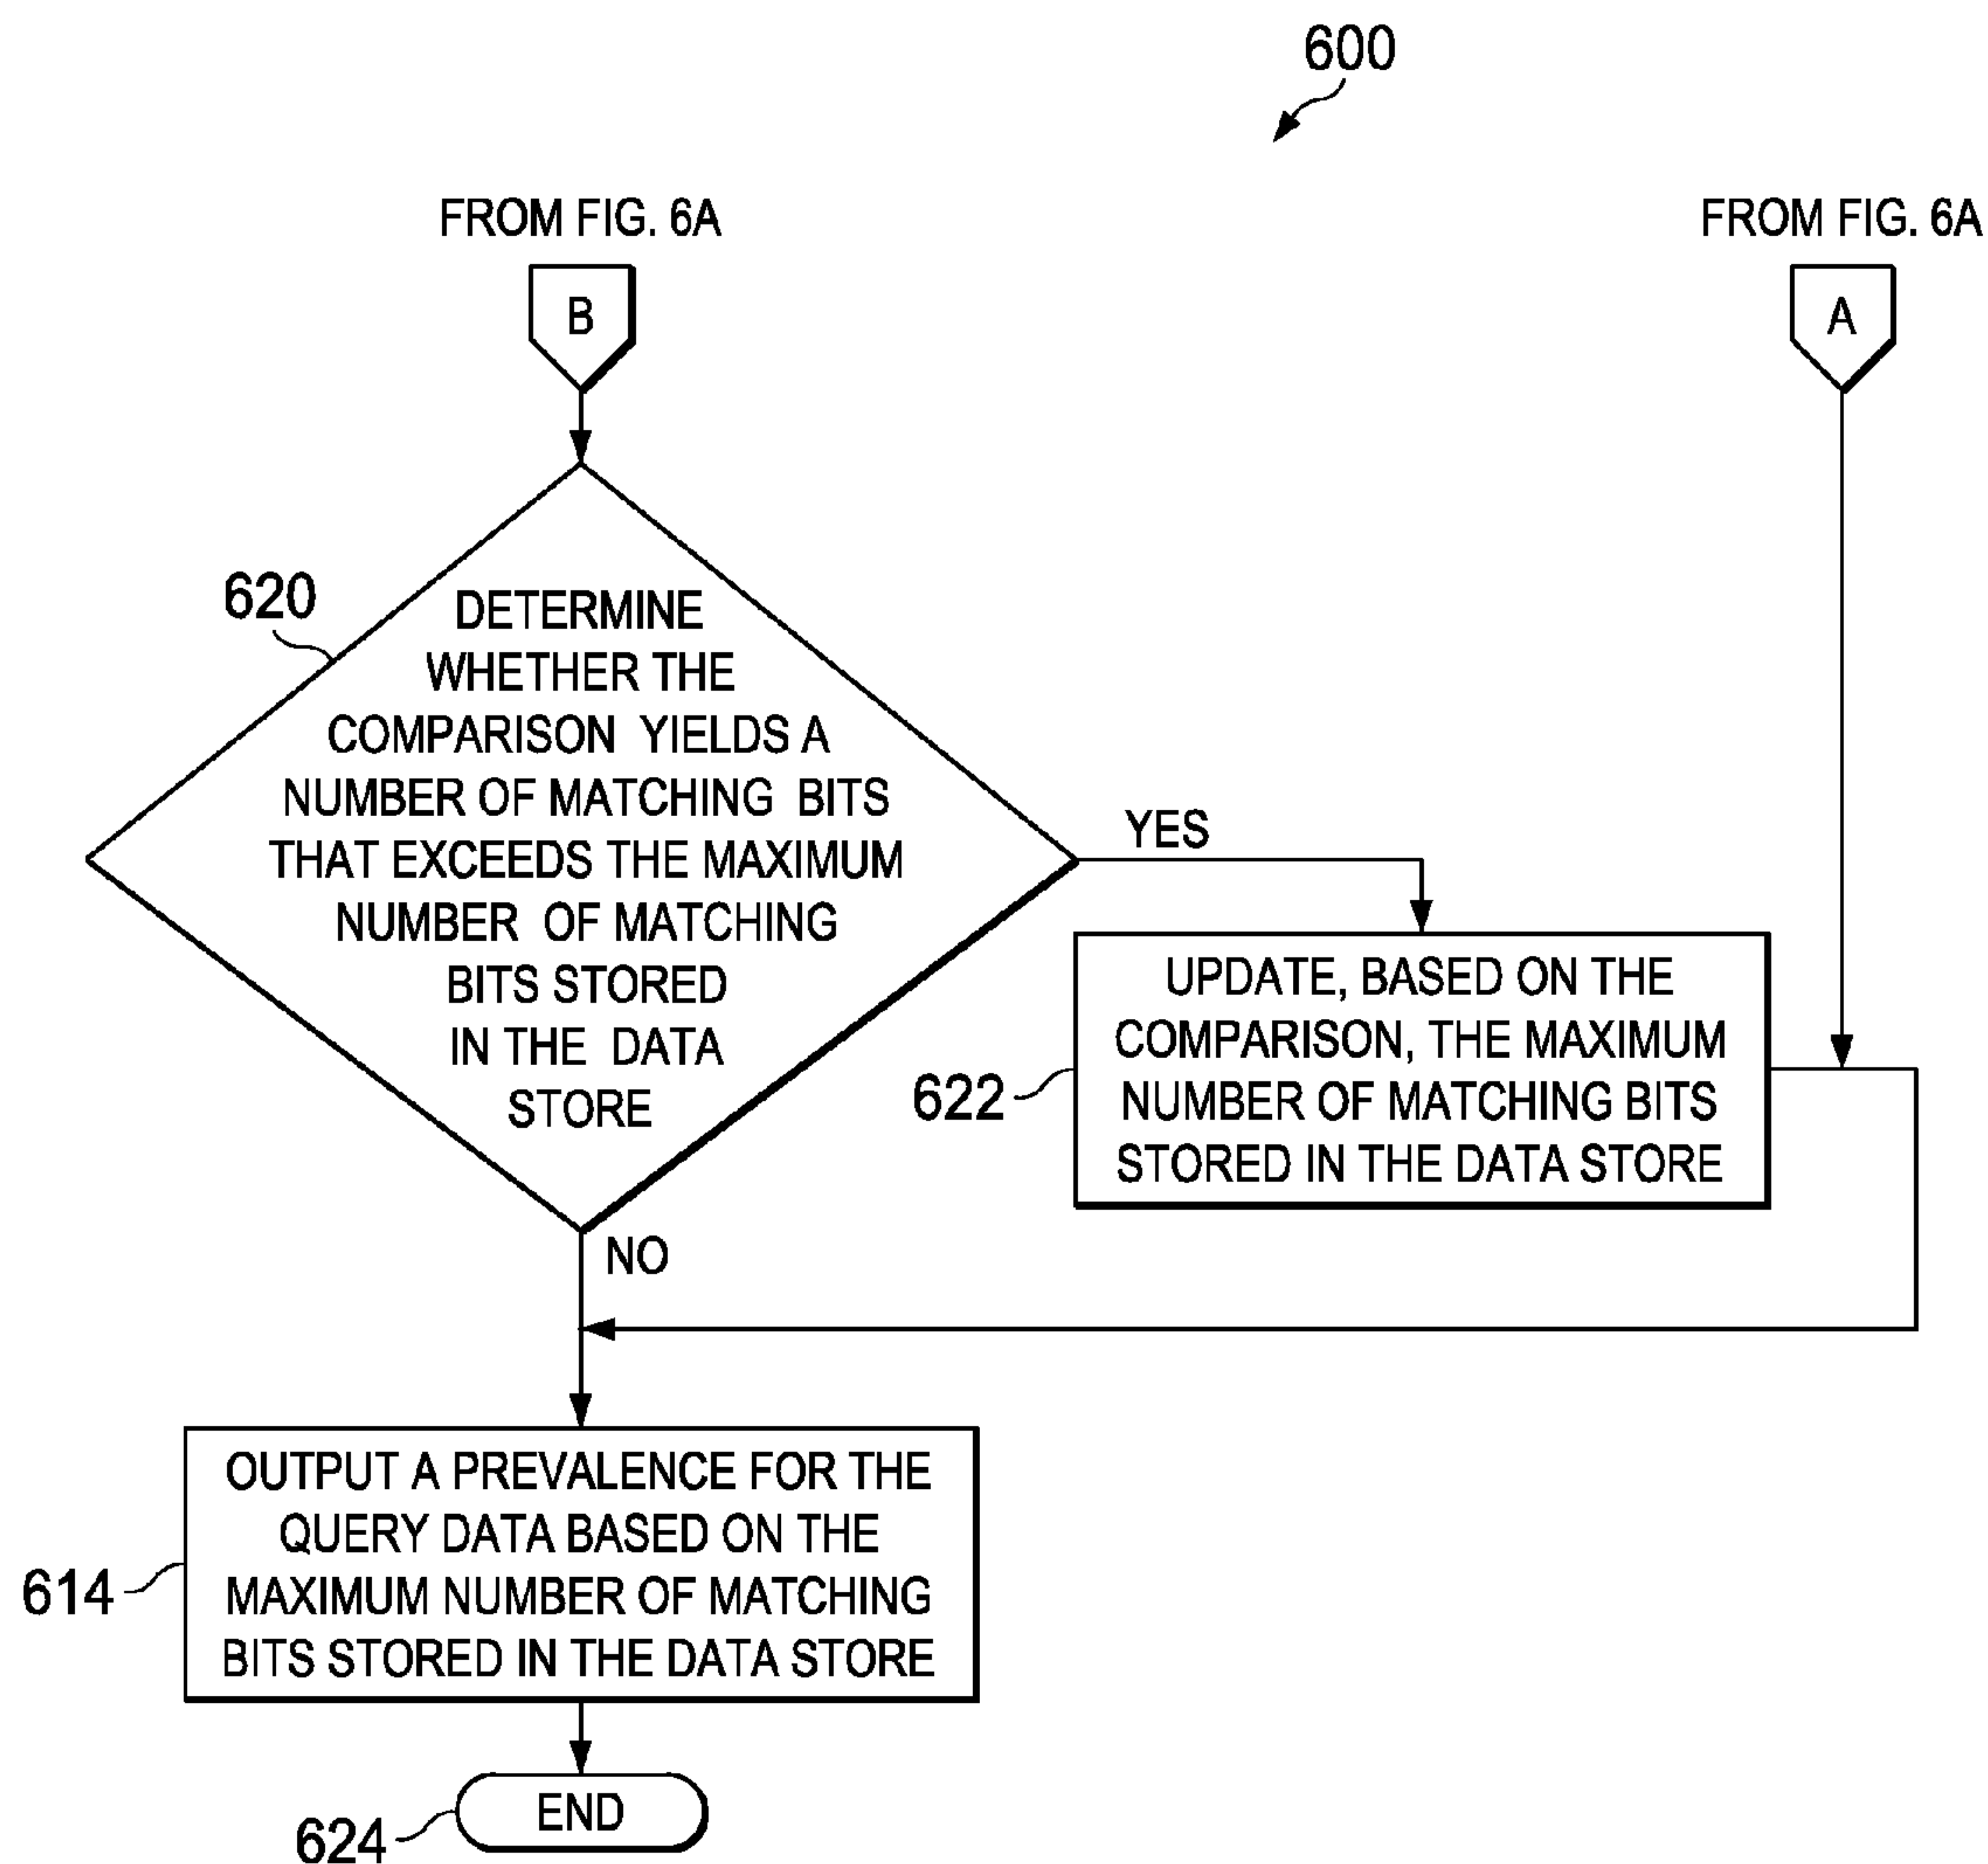 600
FROM FIG. 6A
FROM FIG. 6A
B
A
620
DETERMINE
WHETHER THE
COMPARISON YIELDS A
NUMBER OF MATCHING BITS
THAT EXCEEDS THE MAXIMUM
NUMBER OF MATCHING
BITS STORED
IN THE DATA
STORE
YES
UPDATE, BASED ON THE
COMPARISON, THE MAXIMUM
NUMBER OF MATCHING BITS
STORED IN THE DATA STORE
622
NO
OUTPUT A PREVALENCE FOR THE
QUERY DATA BASED ON THE
MAXIMUM NUMBER OF MATCHING
BITS STORED IN THE DATA STORE
614
END
624